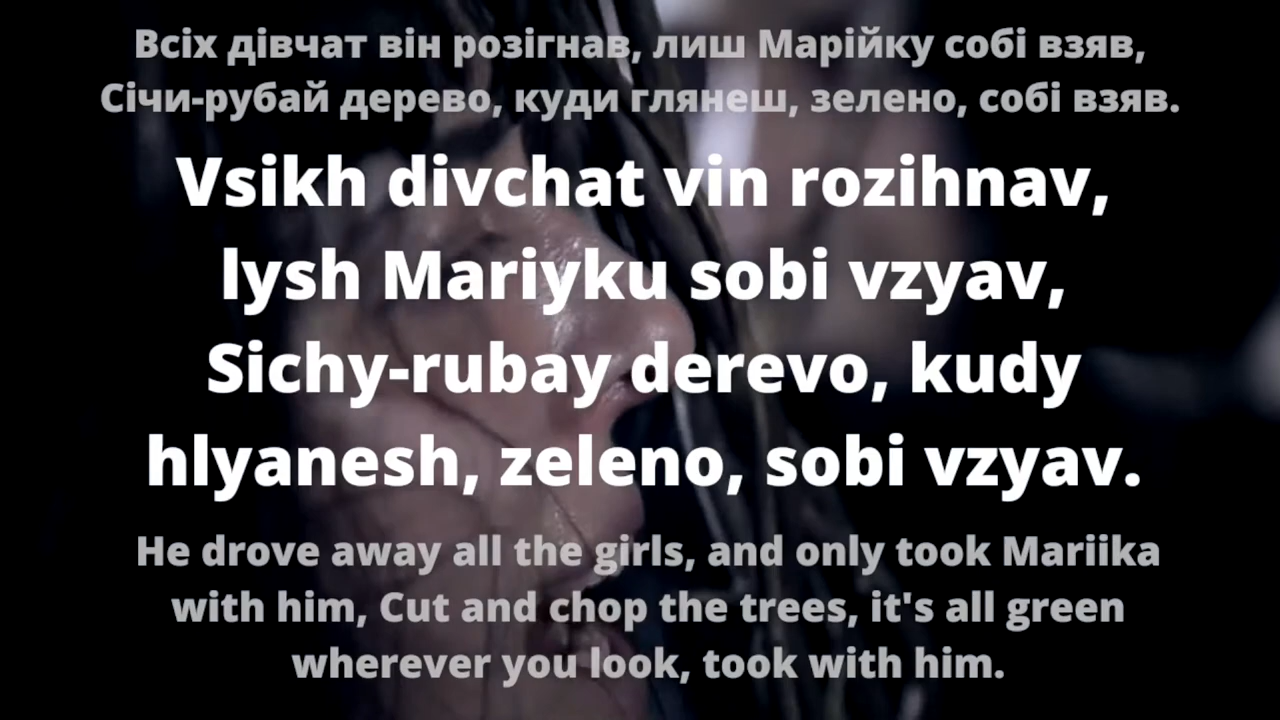 Всіх дівчат він розігнав, лиш Марійку собі взяв,
Січи-рубай дерево, куди глянеш, зелено, собі взяв.
Vsikh divchat vin rozihnav,
lysh Mariyku sobi vzyav,
Sichy-rubay derevo, kudy
hlyanesh, zeleno, sobi vzyav.
He drove away all the girls, and only took Mariika
with him, Cut and chop the trees, it's all green
wherever you look, took with him.